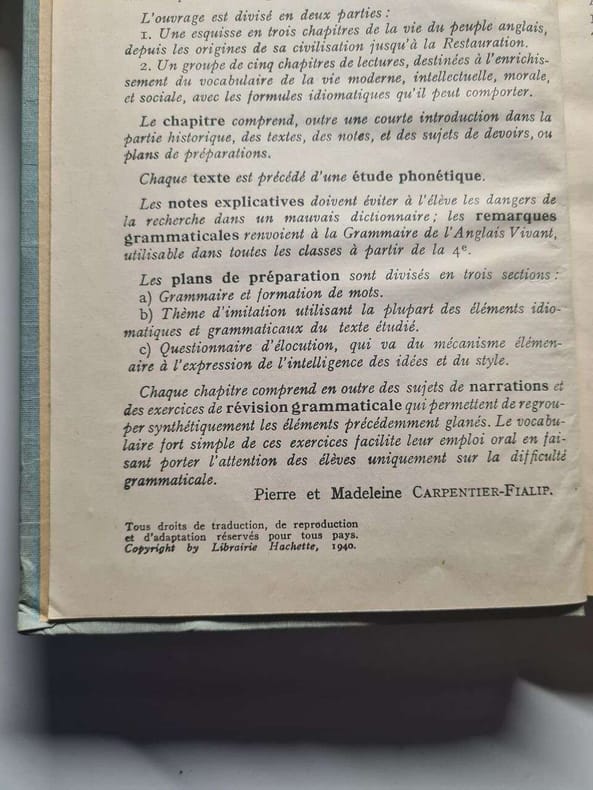 L'ouvrage est divisé en deux parties :
1. Une esquisse en trois chapitres de la vie du peuple anglais,
depuis les origines de sa civilisation jusqu'à la Restauration.
2. Un groupe de cinq chapitres de lectures, destinées à l'enrichis-
sement du vocabulaire de la vie moderne, intellectuelle, morale,
et sociale, avec les formules idiomatiques qu'il peut comporter.
Le chapitre comprend, outre une courte introduction dans la
partie historique, des textes, des notes, et des sujets de devoirs, ou
plans de préparations.
Chaque texte est précédé d'une étude phonétique.
Les notes explicatives doivent éviter à l'élève les dangers de
la recherche dans un mauvais dictionnaire; les remarques
grammaticales renvoient à la Grammaire de l'Anglais Vivant,
utilisable dans toutes les classes à partir de la 4e.
Les plans de préparation sont divisés en trois sections :
a) Grammaire et formation de mots.
b) Thème d'imitation utilisant la plupart des éléments idio-
matiques et grammaticaux du texte étudié.
c) Questionnaire d'élocution, qui va du mécanisme élémen-
aire à l'expression de l'intelligence des idées et du style.
Chaque chapitre comprend en outre des sujets de narrations et
des exercices de révision grammaticale qui permettent de regrou-
per synthétiquement les éléments précédemment glanés. Le vocabu-
laire fort simple de ces exercices facilite leur emploi oral en fai-
sant porter l'attention des élèves uniquement sur la difficulté
grammaticale.
Pierre et Madeleine CARPENTIER-FIALIP.
Tous droits de traduction, de reproduction
et d'adaptation réservés pour tous pays.
Copyright by Librairie Hachette, 1940.